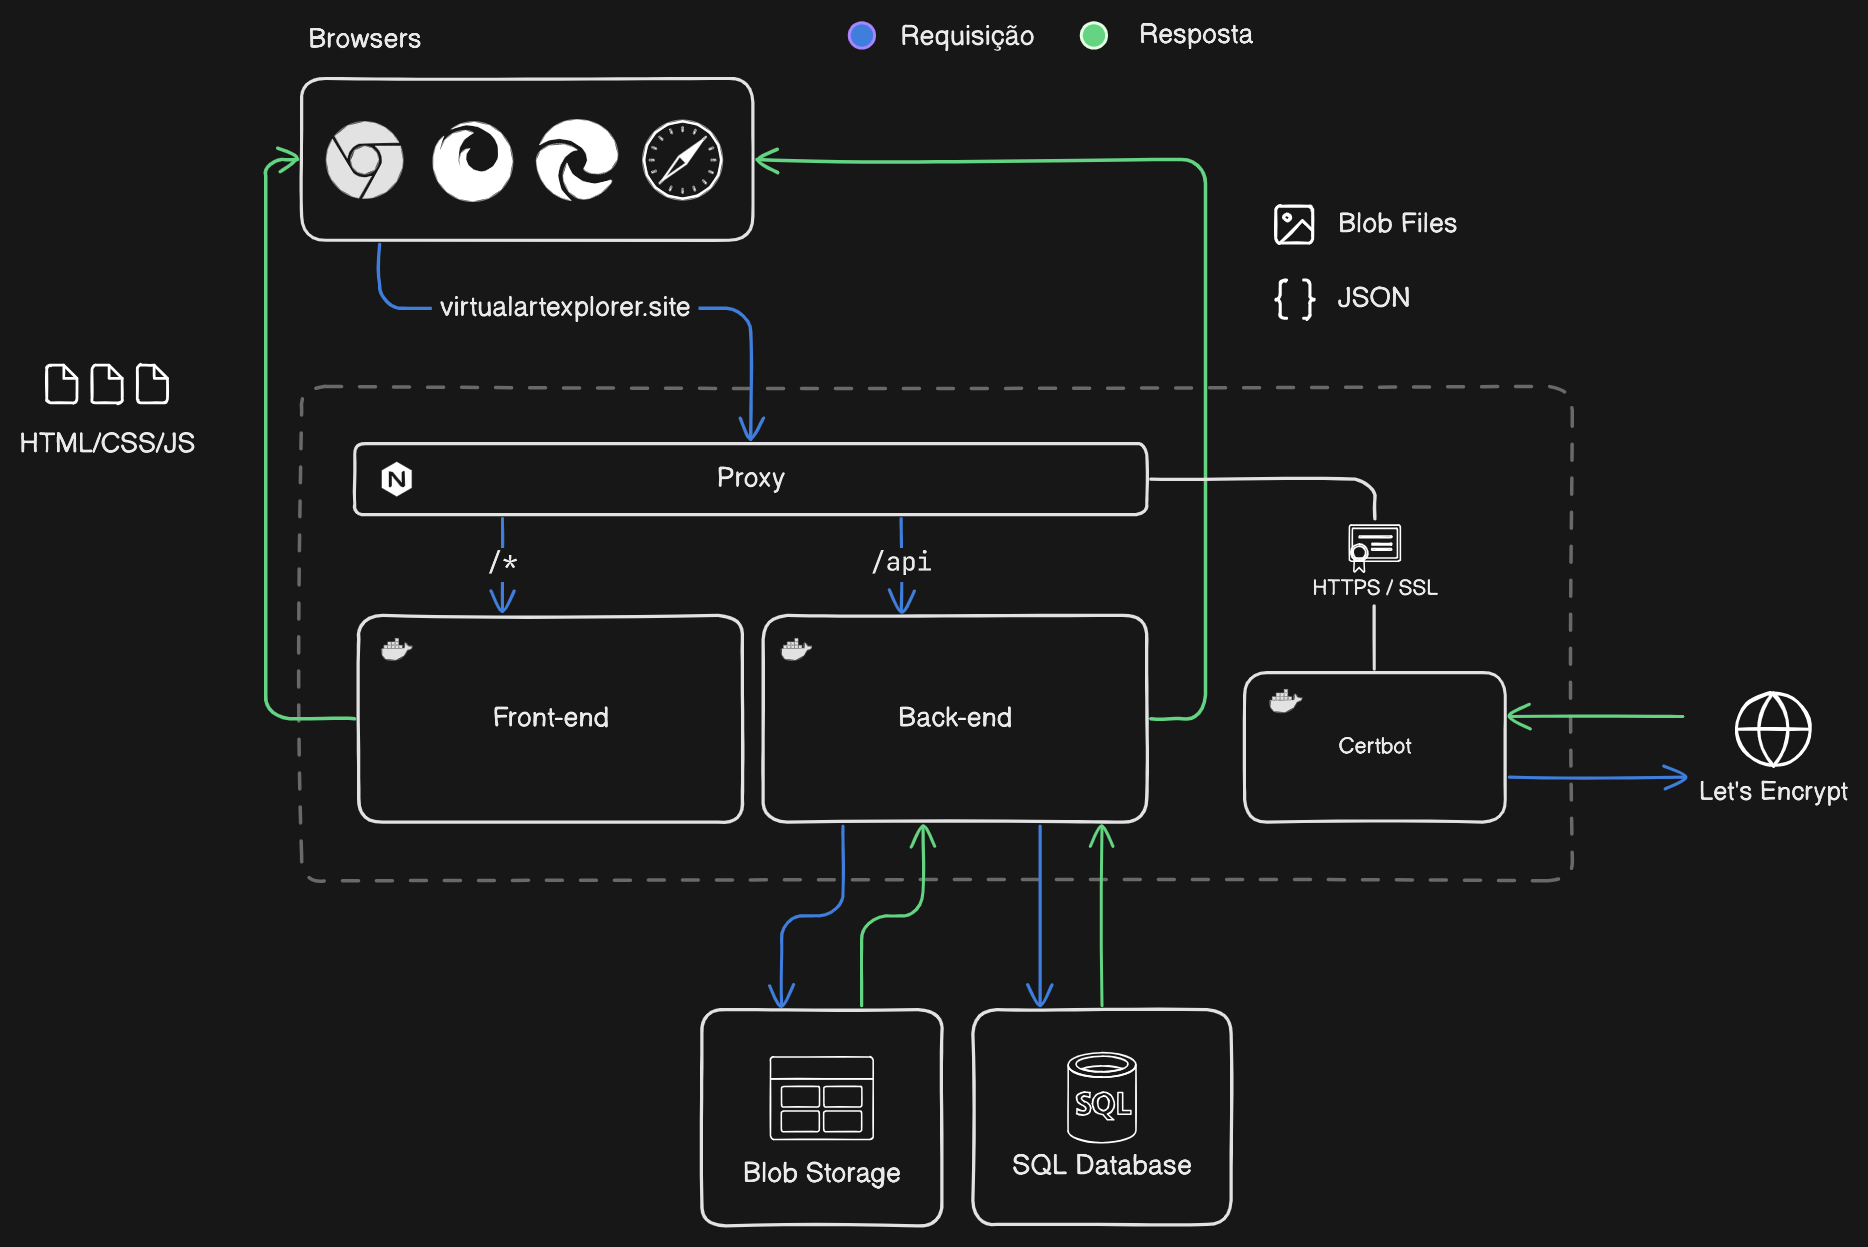 Browsers
Requisição
Resposta
Blob Files
virtualartexplorer.site
{ } JSON
HTML/CSS/JS
N
Proxy
/*
/api
HTTPS / SSL
Front-end
Back-end
Certbot
Let's Encrypt
SQL
Blob Storage
SQL Database